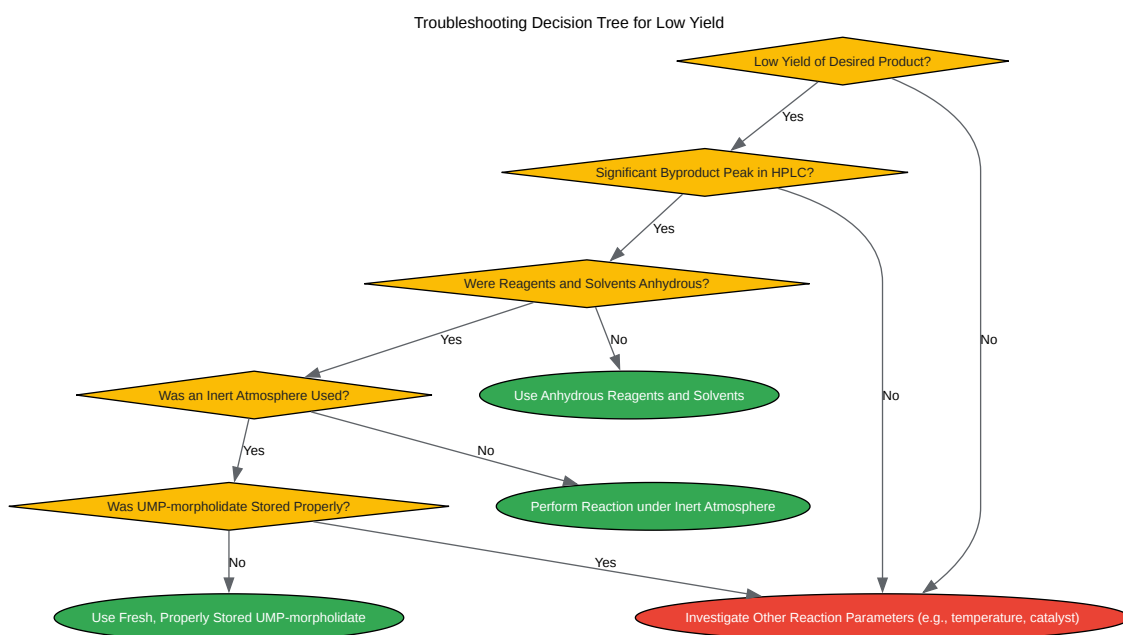 Troubleshooting Decision Tree for Low Yield
Low Yield of Desired Product?
Yes
Significant Byproduct Peak in HPLC?
Yes
Were Reagents and Solvents Anhydrous?
Yes
No
No
Was an Inert Atmosphere Used?
Use Anhydrous Reagents and Solvents
No
Yes
No
Was UMP-morpholidate Stored Properly?
Perform Reaction under Inert Atmosphere
No
Yes
Use Fresh, Properly Stored UMP-morpholidate
Investigate Other Reaction Parameters (e.g., temperature, catalyst)